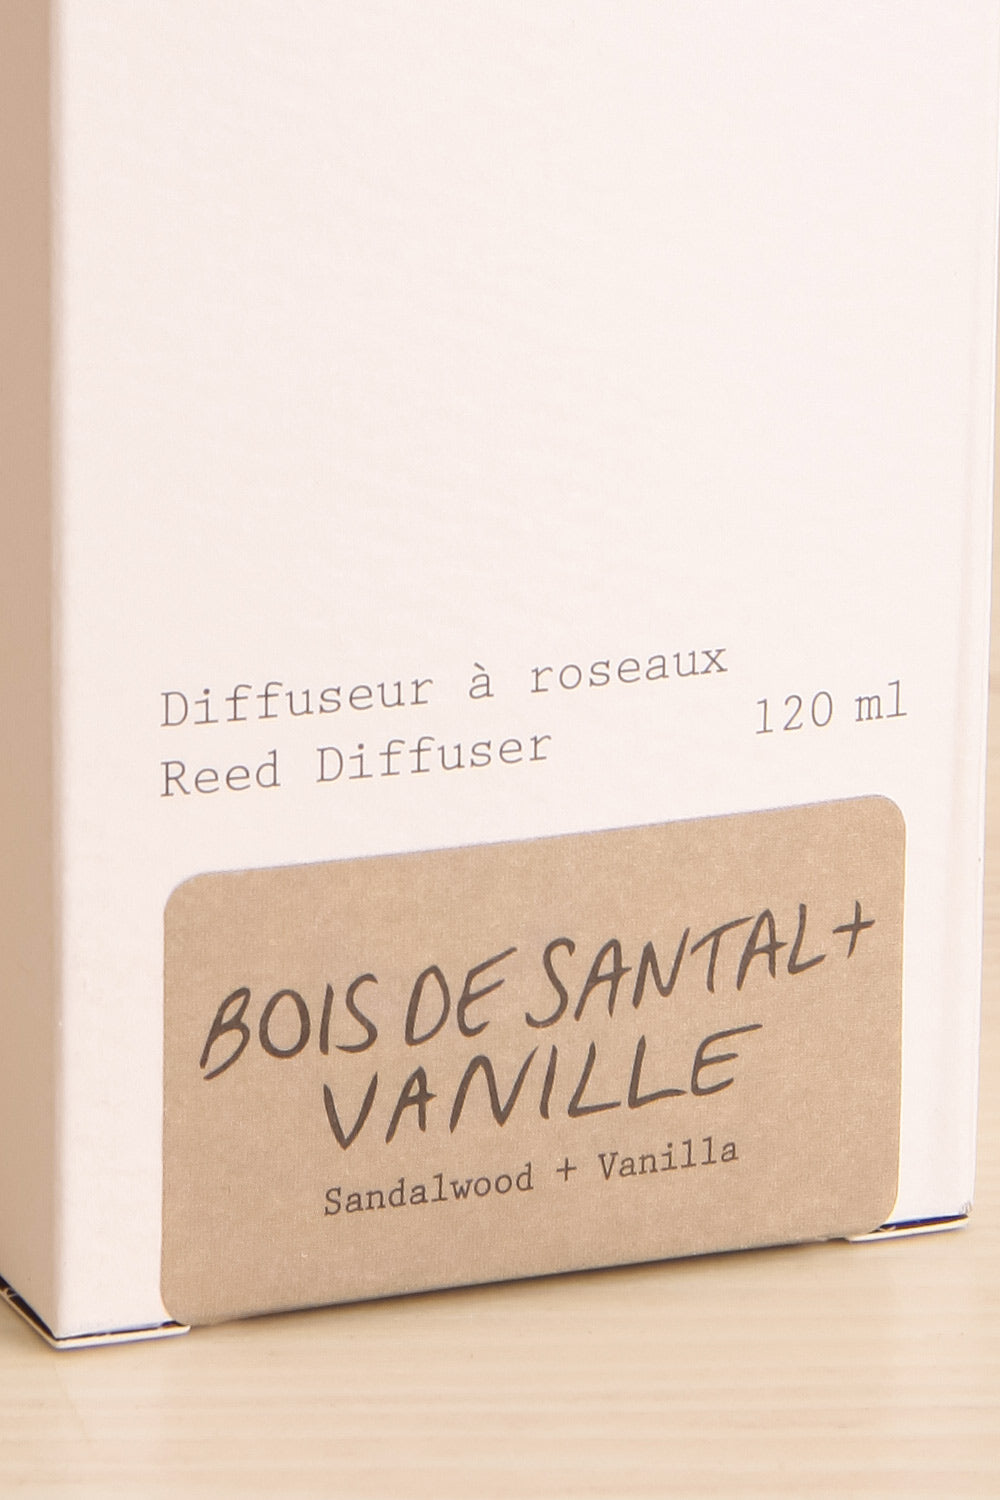 Diffuseur à roseaux
Reed Diffuser
120 ml
BOIS DE SANTAL +
VANILLE
Sandalwood + Vanilla